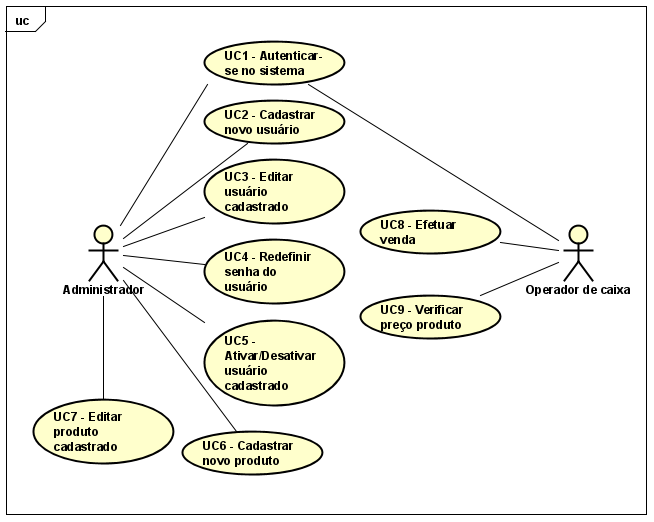 uc
UC1 - Autenticar-
se no sistema
UC2 - Cadastrar
novo usuário
UC3 - Editar
usuário
cadastrado
UC8 - Efetuar
venda
UC4 - Redefinir
senha do
usuário
Administrador
Operador de caixa
UC9 - Verificar
preço produto
UC5 -
Ativar/Desativar
usuário
cadastrado
UC7 - Editar
produto
cadastrado
UC6 - Cadastrar
novo produto